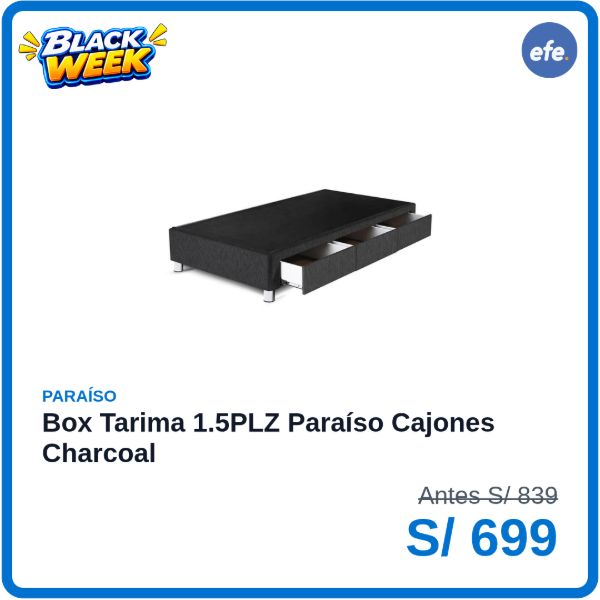 BLACK
WEEK
efe.
PARAÍSO
Box Tarima 1.5PLZ Paraíso Cajones
Charcoal
Antes S/ 839
S/ 699